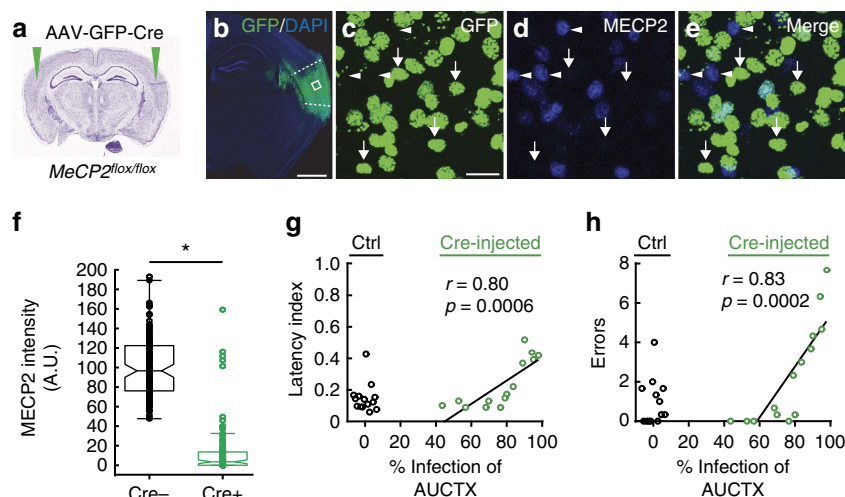 a
AAV-GFP-Cre
MeCP2flox/flox
b
GFP/DAPI
c
GFP
d
MECP2
e
Merge
f
*
MECP2 intensity
(A.U.)
200
180
160
140
120
100
80
60
40
20
0
Cre–
Cre+
g
Ctrl
Cre-injected
r = 0.80
p = 0.0006
Latency index
1.0
0.8
0.6
0.4
0.2
0
0 20 40 60 80 100
% Infection of
AUCTX
h
Ctrl
Cre-injected
r = 0.83
p = 0.0002
Errors
8
6
4
2
0
0 20 40 60 80 100
% Infection of
AUCTX